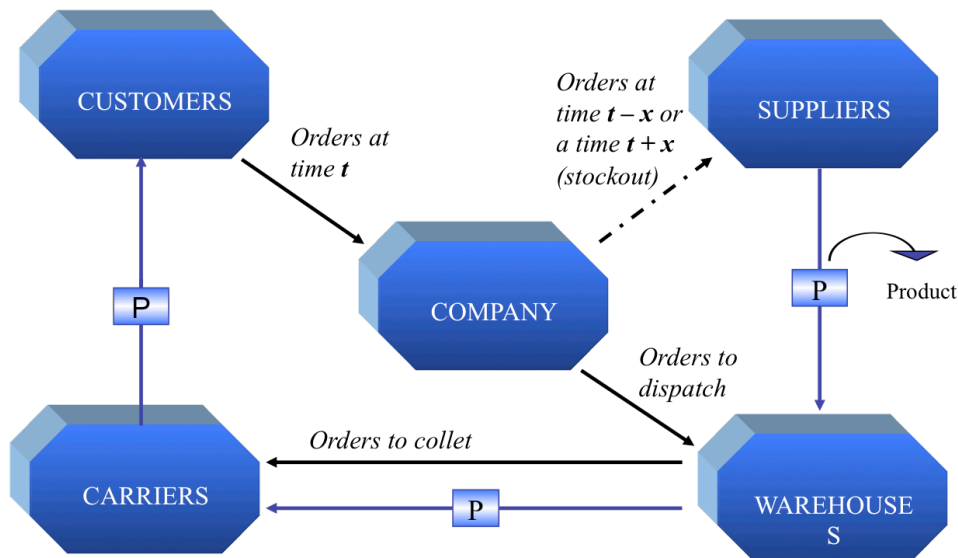 CUSTOMERS
Orders at
time t
Orders at
time t – x or
a time t + x
(stockout)
SUPPLIERS
COMPANY
P
P
Product
Orders to
dispatch
Orders to collet
CARRIERS
P
WAREHOUSE
S